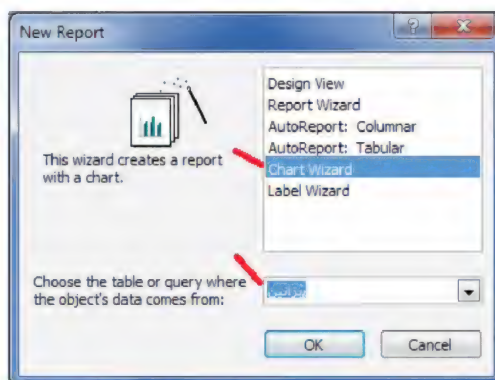 New Report
This wizard creates a report
with a chart.
Design View
Report Wizard
AutoReport: Columnar
AutoReport: Tabular
Chart Wizard
Label Wizard
Choose the table or query where
the object's data comes from:
OK
Cancel